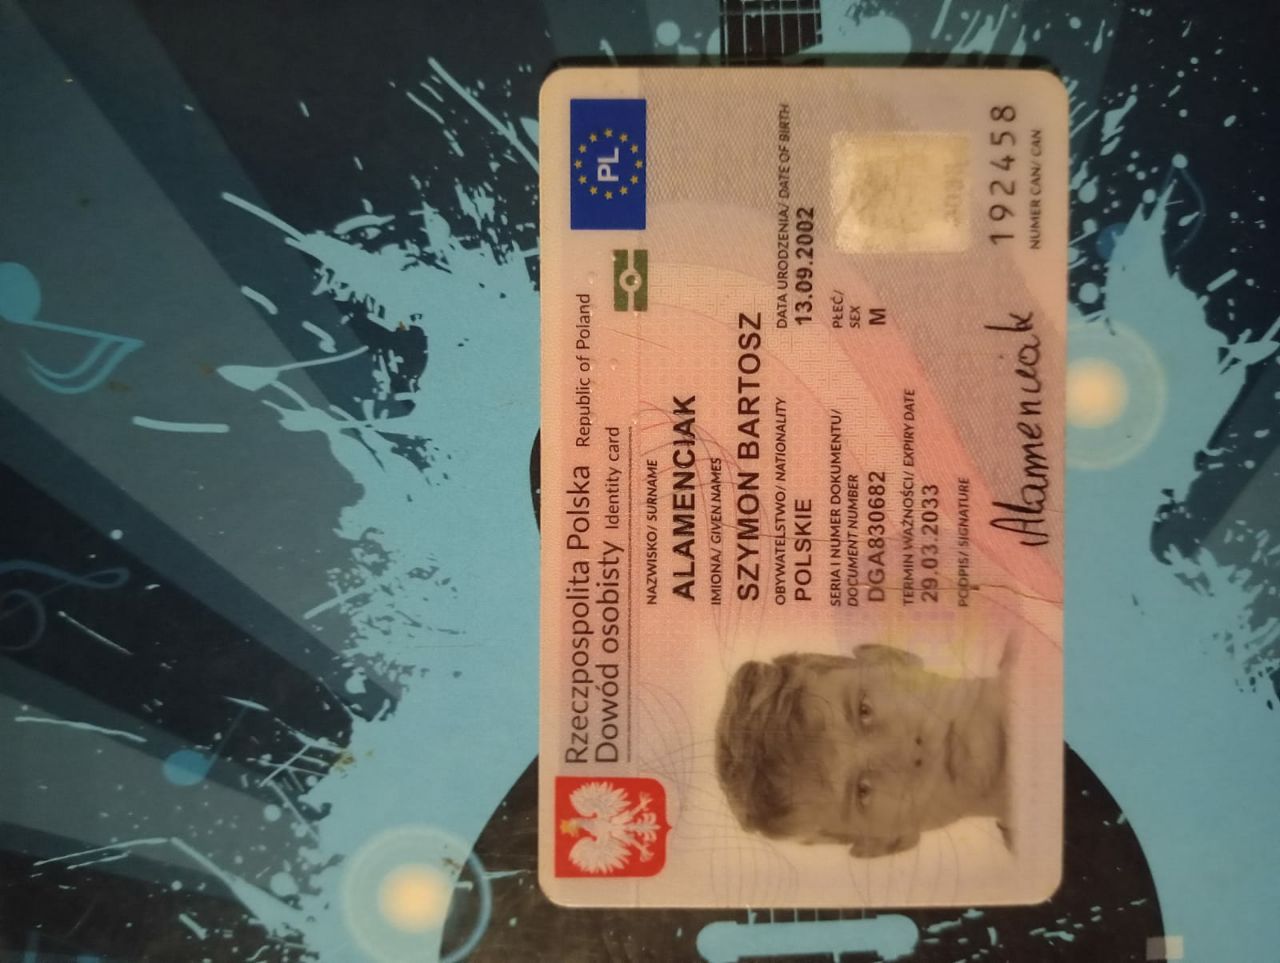 Rzeczpospolita Polska Republic of Poland
Dowód osobisty Identity card
PL
NAZWISKO/ SURNAME
ALAMENCIAK
IMIONA/ GIVEN NAMES
SZYMON BARTOSZ
OBYWATELSTWO/ NATIONALITY
POLSKIE
DATA URODZENIA/ DATE OF BIRTH
13.09.2002
SERIA I NUMER DOKUMENTU/
DOCUMENT NUMBER
DGA830682
PŁEĆ/
SEX
M
TERMIN WAŻNOŚCI/ EXPIRY DATE
29.03.2033
PODPIS/ SIGNATURE
Alamenciak
192458
NUMER CAN/ CAN